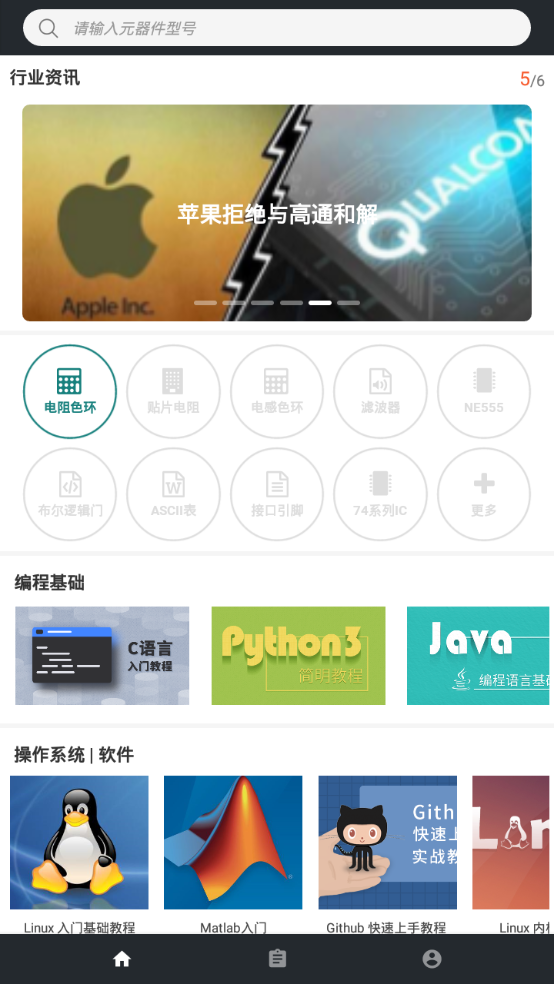 请输入元器件型号
行业资讯
5/6
苹果拒绝与高通和解
QUALCOM
Apple Inc.
电阻色环
贴片电阻
电感色环
滤波器
NE555
布尔逻辑门
W
ASCII表
接口引脚
74系列IC
更多
编程基础
C语言
入门教程
Python3
简明教程
Java
编程语言基础
操作系统 | 软件
Gith
快速上
实战教
Lin
Linux 入门基础教程
Matlab入门
Github 快速上手教程
Linux 内核